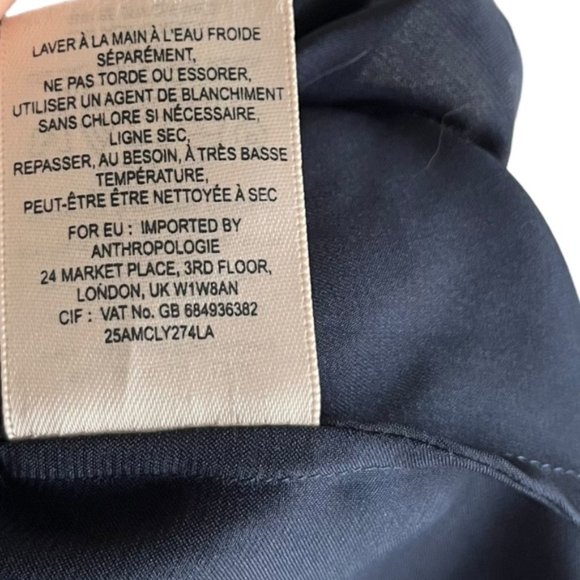 LAVER À LA MAIN À L'EAU FROIDE
SÉPARÉMENT,
NE PAS TORDE OU ESSORER,
UTILISER UN AGENT DE BLANCHIMENT
SANS CHLORE SI NÉCESSAIRE,
LIGNE SEC,
REPASSER, AU BESOIN, À TRÈS BASSE
TEMPÉRATURE,
PEUT-ÊTRE ÊTRE NETTOYÉE À SEC
FOR EU : IMPORTED BY
ANTHROPOLOGIE
24 MARKET PLACE, 3RD FLOOR,
LONDON, UK W1W8AN
CIF : VAT No. GB 684936382
25AMCLY274LA